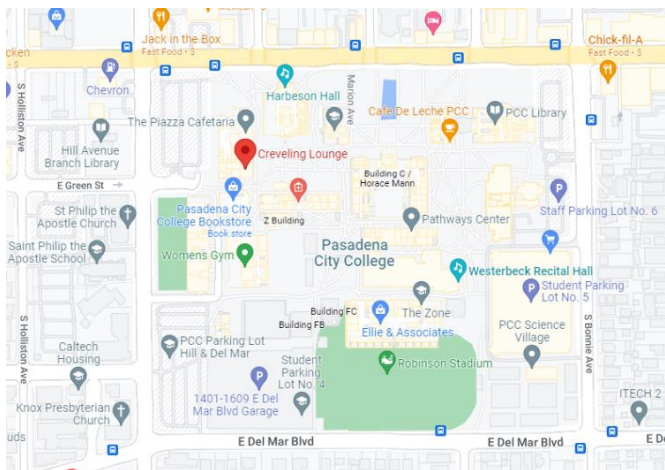 Jack in the Box
Fast Food • $
Chick-fil-A
Fast Food • $
cken
$
Chevron
S Holliston Ave
Harbeson Hall
Marion Ave
The Piazza Cafetaria
Cafe De Leche PCC
PCC Library
Hill Avenue
Branch Library
Creveling Lounge
Building C /
Horace Mann
E Green St
Pasadena City
College Bookstore
Book store
Z Building
Staff Parking Lot No. 6
St Philip the
Apostle Church
Pathways Center
Saint Philip the
Apostle School
Womens Gym
Pasadena
City College
Westerbeck Recital Hall
Student Parking
Lot No. 5
Building FC
The Zone
Building FB
Ellie & Associates
S Holliston Ave
S Bonnie Ave
Caltech
Housing
PCC Parking Lot
Hill & Del Mar
Student
Parking
Lot No. 4
Robinson Stadium
PCC Science
Village
1401-1609 E Del
Mar Blvd Garage
Knox Presbyterian
Church
ITECH 2
uds
E Del Mar Blvd
E Del Mar Blvd
E De